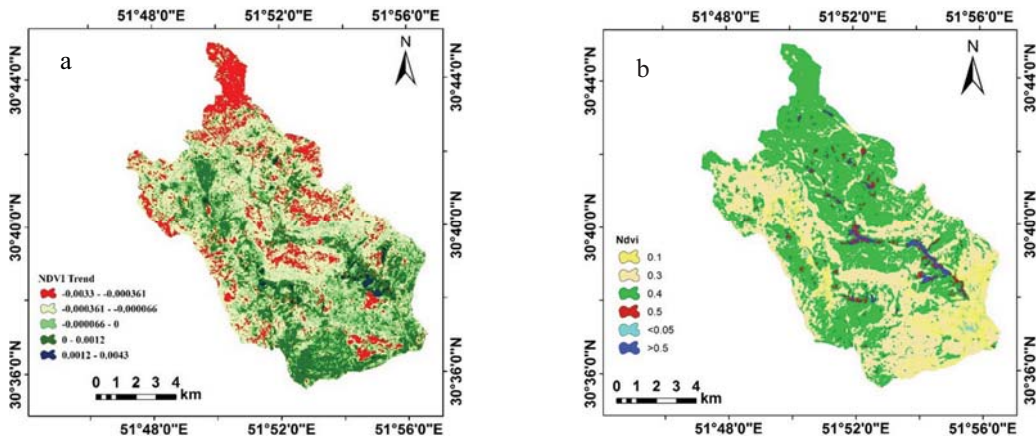 51°48'0"E 51°52'0"E 51°56'0"E
a
N
30°44'0"N
30°40'0"N
30°36'0"N
30°44'0"N
30°40'0"N
30°36'0"N
NDVI Trend
-0.0033 - -0.000361
-0.000361 - -0.000066
-0.000066 - 0
0 - 0.0012
0.0012 - 0.0043
0 1 2 3 4
km
51°48'0"E 51°52'0"E 51°56'0"E
51°48'0"E 51°52'0"E 51°56'0"E
b
N
30°44'0"N
30°40'0"N
30°36'0"N
30°44'0"N
30°40'0"N
30°36'0"N
Ndvi
0.1
0.3
0.4
0.5
<0.05
>0.5
0 1 2 3 4
km
51°48'0"E 51°52'0"E 51°56'0"E